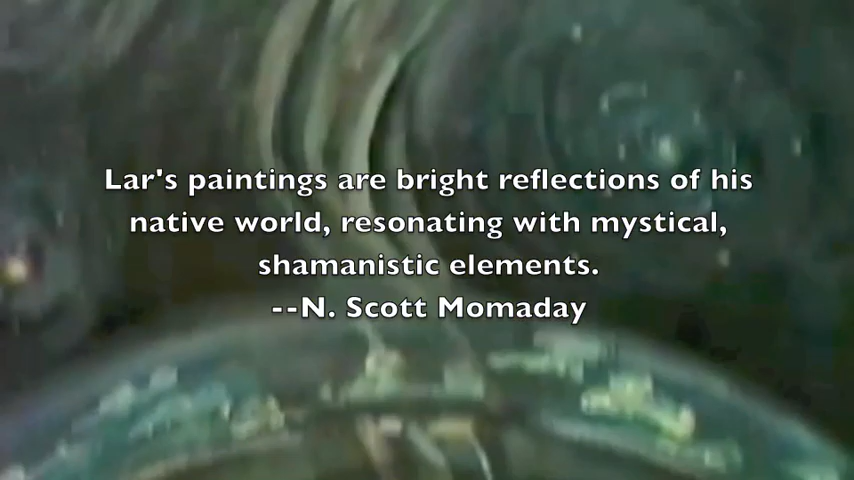 Lar's paintings are bright reflections of his
native world, resonating with mystical,
shamanistic elements.
--N. Scott Momaday